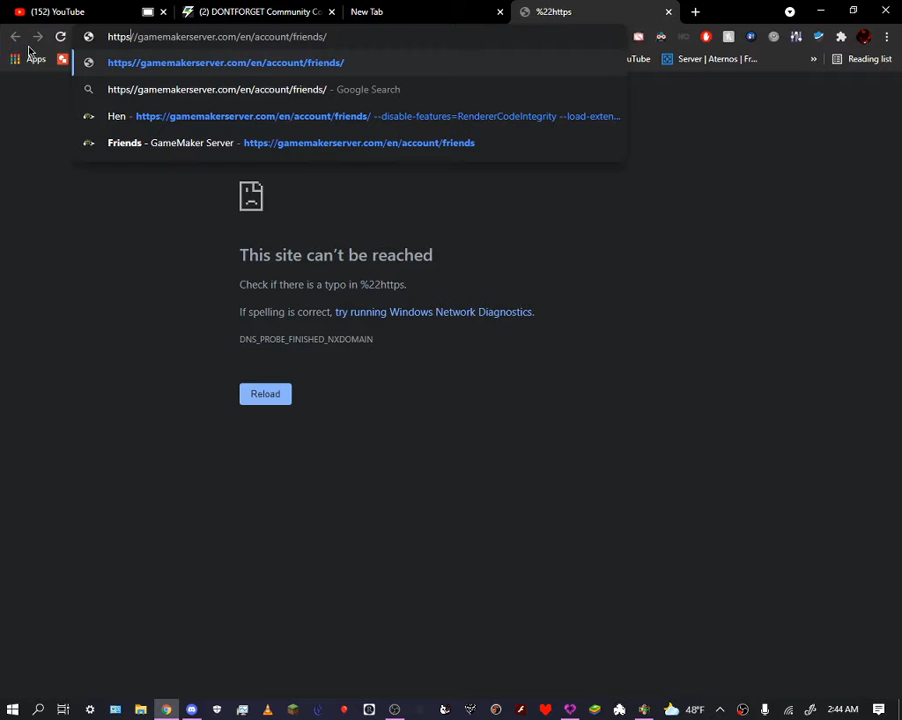 (152) YouTube
(2) DONTFORGET Community Co
New Tab
%22https
https//gamemakerserver.com/en/account/friends/
Apps
https//gamemakerserver.com/en/account/friends/
uTube
Server | Aternos | Fr...
»
Reading list
https//gamemakerserver.com/en/account/friends/ - Google Search
Hen - https://gamemakerserver.com/en/account/friends/ --disable-features=RendererCodeIntegrity --load-exten...
Friends - GameMaker Server - https://gamemakerserver.com/en/account/friends
This site can't be reached
Check if there is a typo in %22https.
If spelling is correct, try running Windows Network Diagnostics.
DNS_PROBE_FINISHED_NXDOMAIN
Reload
48°F
2:44 AM